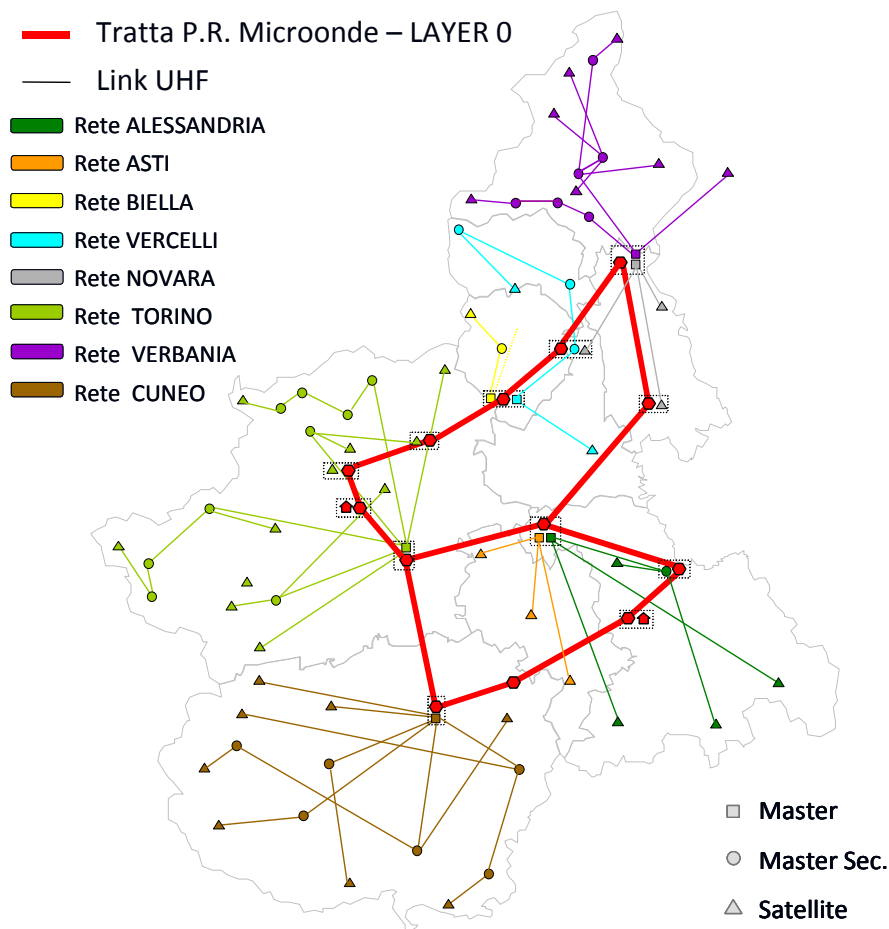 Tratta P.R. Microonde – LAYER 0
Link UHF
Rete ALESSANDRIA
Rete ASTI
Rete BIELLA
Rete VERCELLI
Rete NOVARA
Rete TORINO
Rete VERBANIA
Rete CUNEO
Master
Master Sec.
Satellite